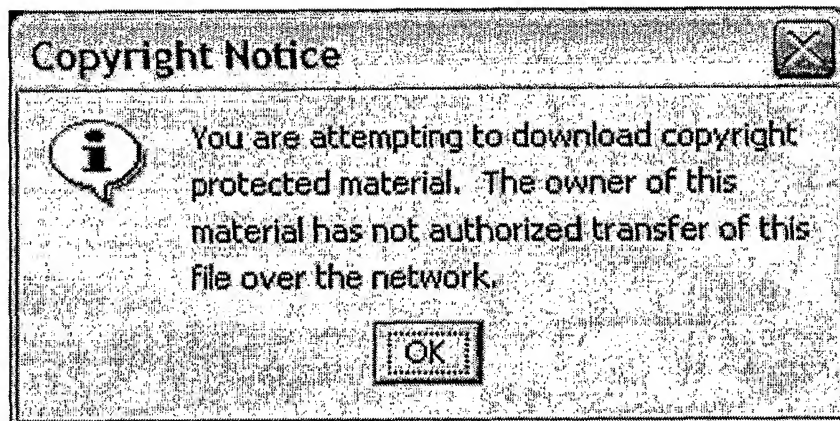 Copyright Notice
You are attempting to download copyright
protected material.  The owner of this
material has not authorized transfer of this
file over the network.
OK